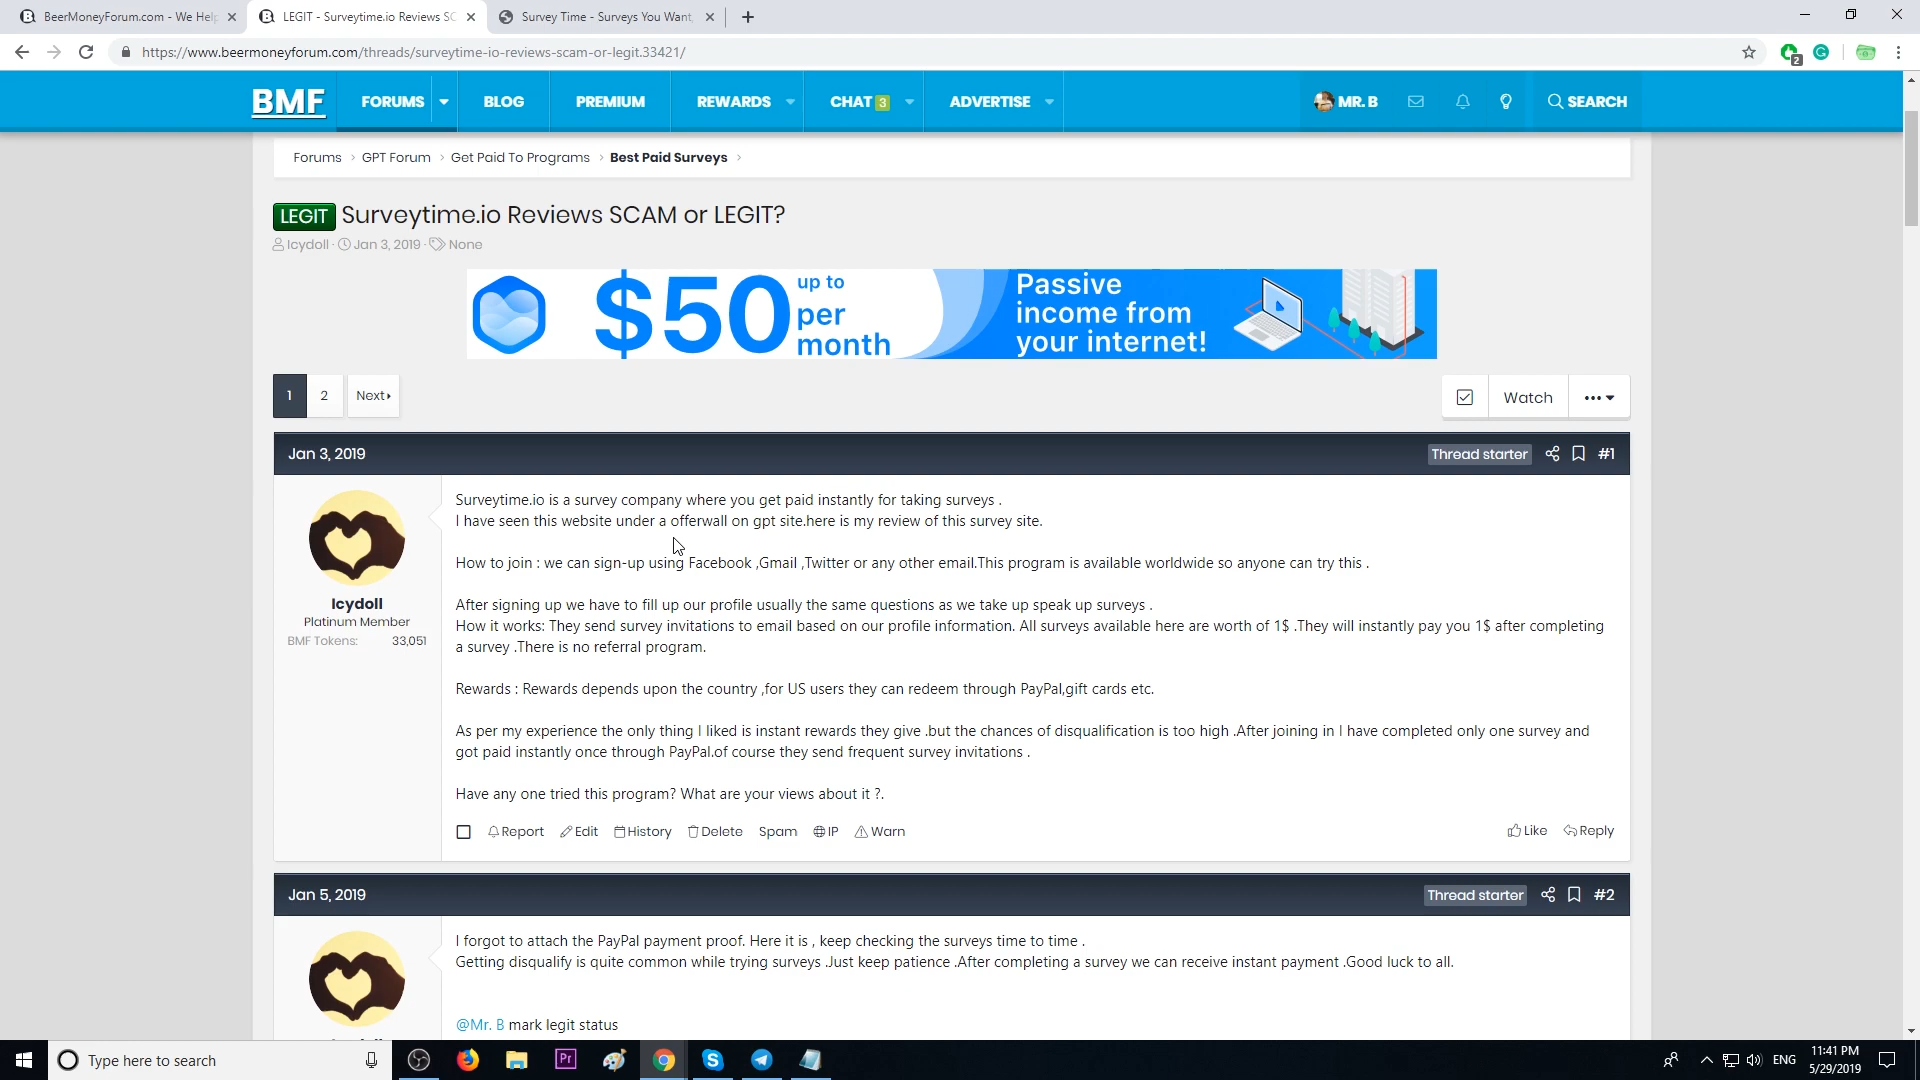 BeerMoneyForum.com - We Hel
LEGIT - Surveytime.io Reviews SC
Survey Time - Surveys You Want,
https://www.beermoneyforum.com/threads/surveytime-io-reviews-scam-or-legit.33421/
2
BMF
FORUMS
BLOG
PREMIUM
REWARDS
CHAT 3
ADVERTISE
MR. B
SEARCH
Forums › GPT Forum › Get Paid To Programs › Best Paid Surveys ›
LEGIT Surveytime.io Reviews SCAM or LEGIT?
Icydoll · Jan 3, 2019 · None
$50 up to per month
Passive income from your internet!
1 2 Next
Watch
Jan 3, 2019
Thread starter #1
Icydoll
Platinum Member
BMF Tokens: 33,051
Surveytime.io is a survey company where you get paid instantly for taking surveys .
I have seen this website under a offerwall on gpt site.here is my review of this survey site.
How to join : we can sign-up using Facebook ,Gmail ,Twitter or any other email.This program is available worldwide so anyone can try this .
After signing up we have to fill up our profile usually the same questions as we take up speak up surveys .
How it works: They send survey invitations to email based on our profile information. All surveys available here are worth of 1$ .They will instantly pay you 1$ after completing
a survey .There is no referral program.
Rewards : Rewards depends upon the country ,for US users they can redeem through PayPal,gift cards etc.
As per my experience the only thing I liked is instant rewards they give .but the chances of disqualification is too high .After joining in I have completed only one survey and
got paid instantly once through PayPal.of course they send frequent survey invitations .
Have any one tried this program? What are your views about it ?.
Report Edit History Delete Spam IP Warn
Like Reply
Jan 5, 2019
Thread starter #2
I forgot to attach the PayPal payment proof. Here it is , keep checking the surveys time to time .
Getting disqualify is quite common while trying surveys .Just keep patience .After completing a survey we can receive instant payment .Good luck to all.
@Mr. B mark legit status
Type here to search
Pr
ENG
11:41 PM
5/29/2019